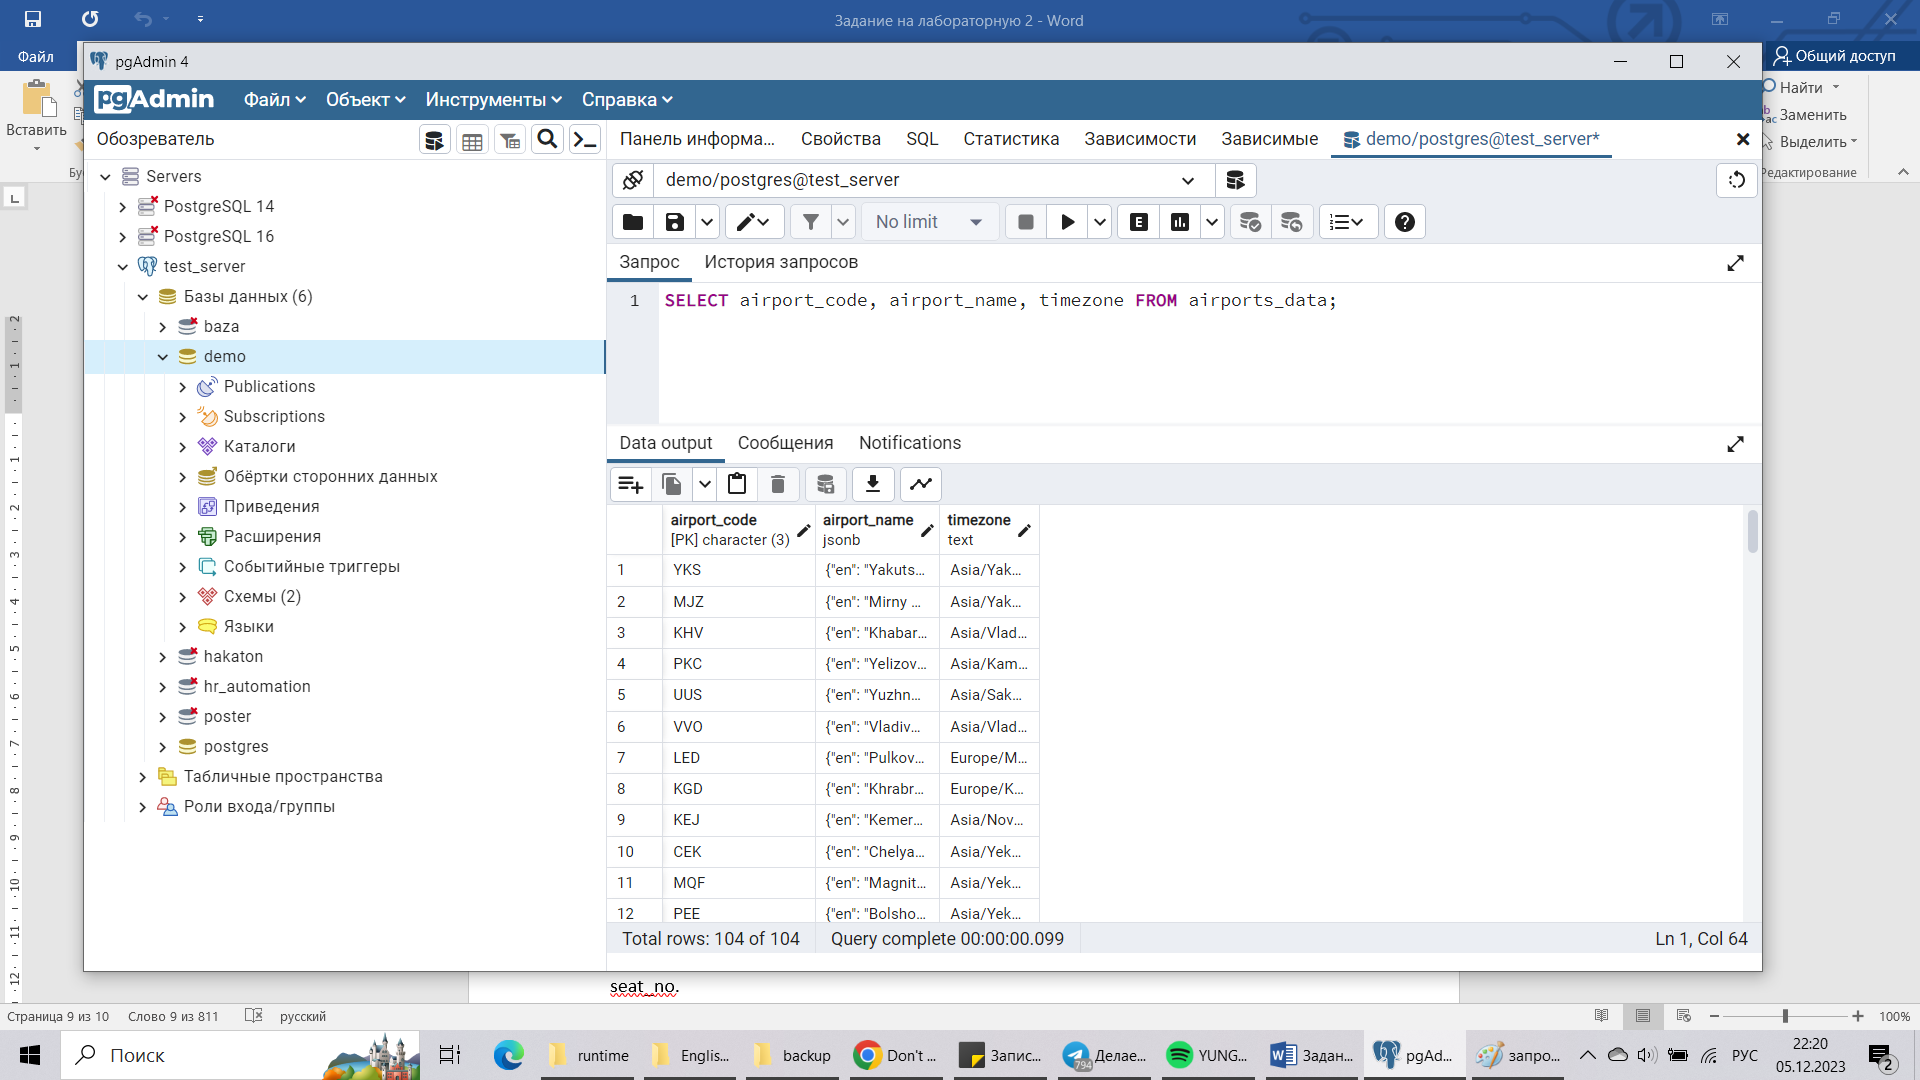 Задание на лабораторную 2 - Word
Файл
Общий доступ
Вставить
Найти
Заменить
Выделить
Редактирование
pgAdmin 4
pgAdmin
Файл
Объект
Инструменты
Справка
Обозреватель
Панель информа...
Свойства
SQL
Статистика
Зависимости
Зависимые
demo/postgres@test_server*
Servers
PostgreSQL 14
PostgreSQL 16
test_server
Базы данных (6)
baza
demo
Publications
Subscriptions
Каталоги
Обёртки сторонних данных
Приведения
Расширения
Событийные триггеры
Схемы (2)
Языки
hakaton
hr_automation
poster
postgres
Табличные пространства
Роли входа/группы
demo/postgres@test_server
No limit
Запрос
История запросов
1 SELECT airport_code, airport_name, timezone FROM airports_data;
Data output
Сообщения
Notifications
airport_code airport_name timezone
[PK] character (3) jsonb text
1 YKS {"en": "Yakuts... Asia/Yak...
2 MJZ {"en": "Mirny ... Asia/Yak...
3 KHV {"en": "Khabar... Asia/Vlad...
4 PKC {"en": "Yelizov... Asia/Kam...
5 UUS {"en": "Yuzhn... Asia/Sak...
6 VVO {"en": "Vladiv... Asia/Vlad...
7 LED {"en": "Pulkov... Europe/M...
8 KGD {"en": "Khrabr... Europe/K...
9 KEJ {"en": "Kemer... Asia/Nov...
10 CEK {"en": "Chelya... Asia/Yek...
11 MQF {"en": "Magnit... Asia/Yek...
12 PEE {"en": "Bolsho... Asia/Yek...
Total rows: 104 of 104
Query complete 00:00:00.099
Ln 1, Col 64
seat_no.
Страница 9 из 10
Слово 9 из 811
русский
100%
Поиск
runtime
Englis...
backup
Don't ...
Запис...
794
Делае...
YUNG...
Задан...
pgAd...
запро...
РУС
22:20
05.12.2023
2